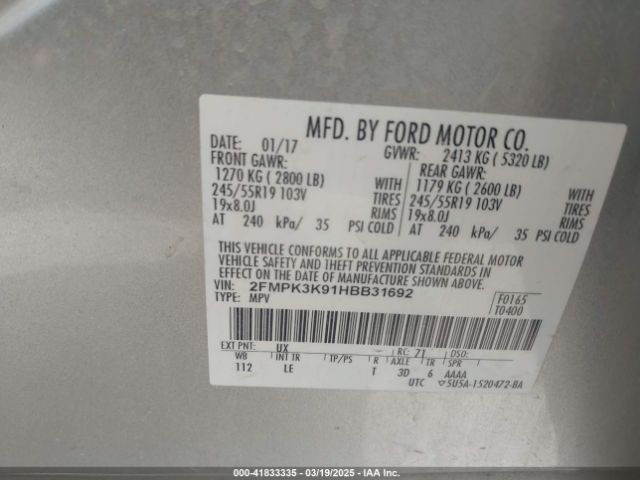 MFD. BY FORD MOTOR CO.
DATE: 01/17 GVWR: 2413 KG ( 5320 LB)
FRONT GAWR: REAR GAWR:
1270 KG ( 2800 LB) WITH 1179 KG ( 2600 LB) WITH
245/55R19 103V TIRES 245/55R19 103V TIRES
19x8.0J RIMS 19x8.0J RIMS
AT 240 kPa/ 35 PSI COLD AT 240 kPa/ 35 PSI COLD
THIS VEHICLE CONFORMS TO ALL APPLICABLE FEDERAL MOTOR
VEHICLE SAFETY AND THEFT PREVENTION STANDARDS IN
EFFECT ON THE DATE OF MANUFACTURE SHOWN ABOVE.
VIN: 2FMPK3K91HBB31692
TYPE: MPV
F0165
T0400
EXT PNT: UX RC: 71 DSO:
WB INT TR TP/PS R AXLE TR SPR
112 LE T 3D 6 AAAA
UTC ▽5U5A-1520472-BA
000-41833335 - 03/19/2025 - IAA Inc.